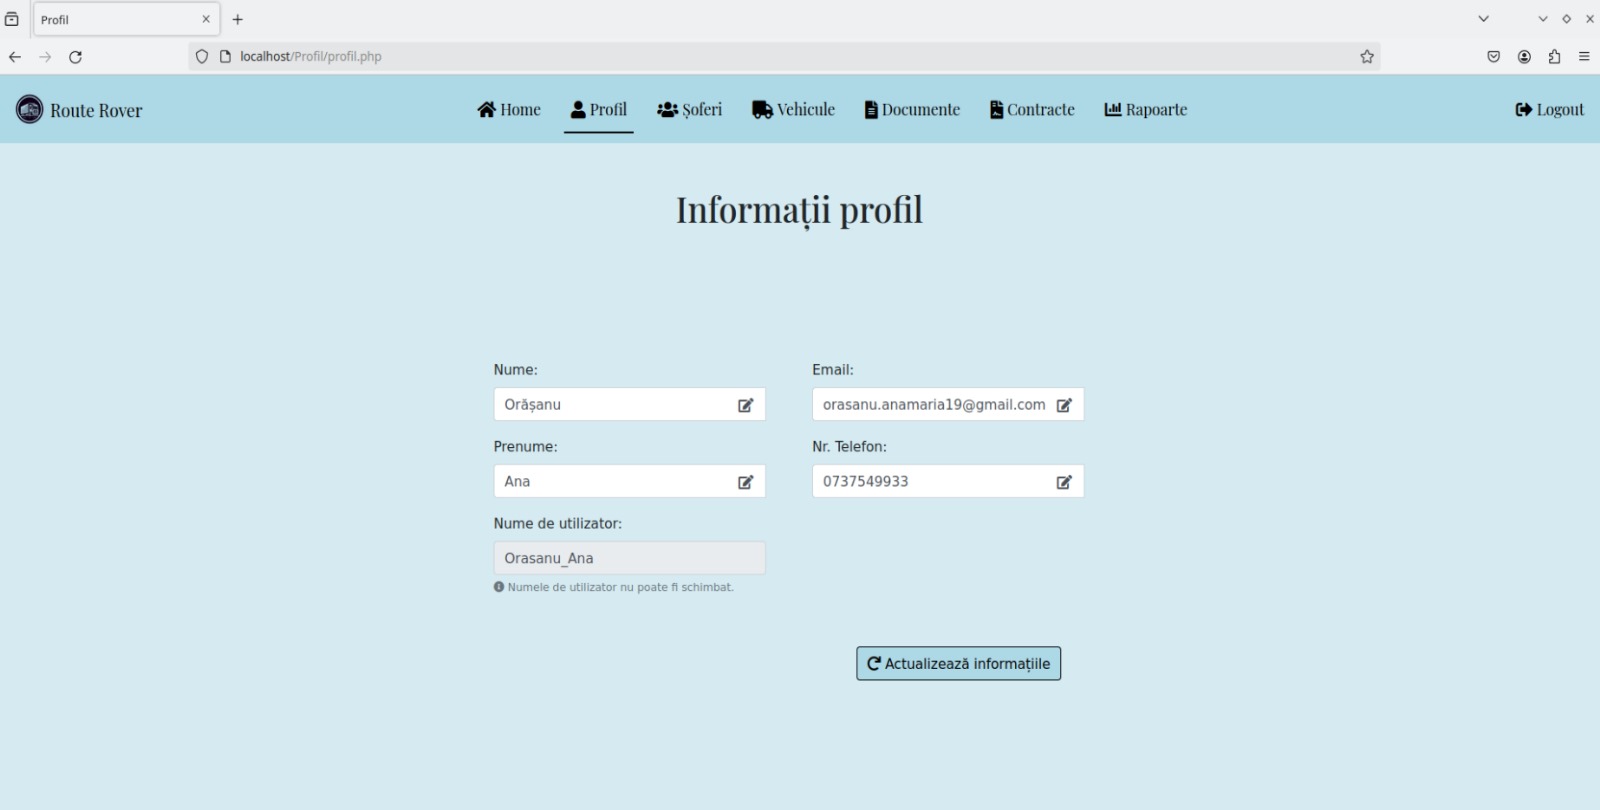 Profil
localhost/Profil/profil.php
Route Rover
Home
Profil
Șoferi
Vehicule
Documente
Contracte
Rapoarte
Logout
Informații profil
Nume:
Orășanu
Email:
orasanu.anamaria19@gmail.com
Prenume:
Ana
Nr. Telefon:
0737549933
Nume de utilizator:
Orasanu_Ana
Numele de utilizator nu poate fi schimbat.
Actualizează informațiile